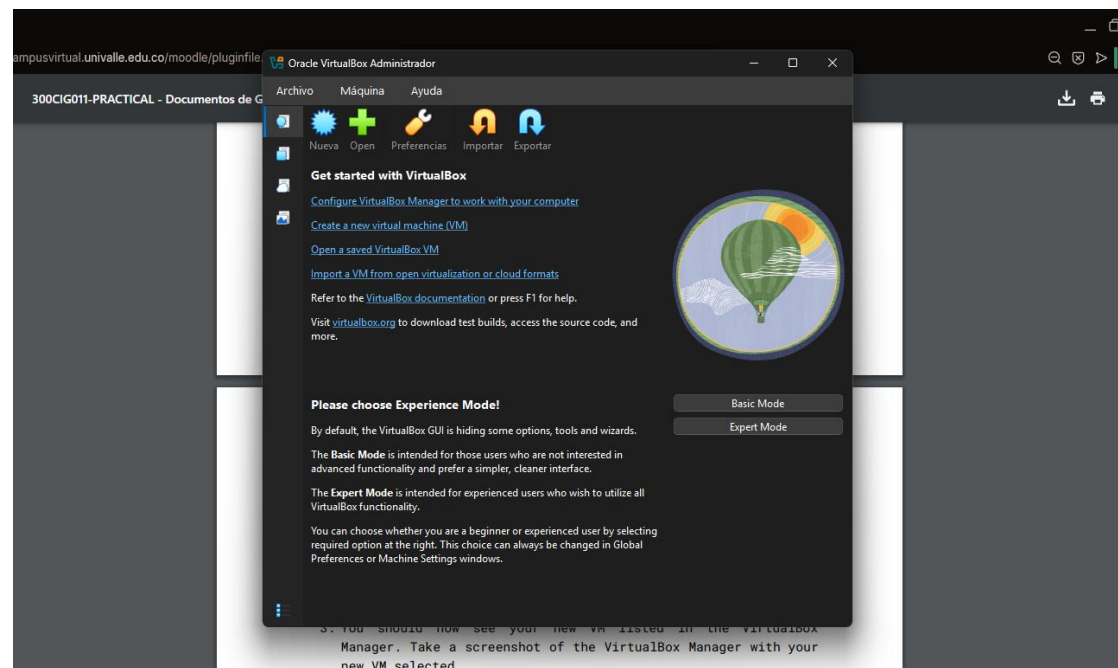 ampusvirtual.univalle.edu.co/moodle/pluginfile.
300CIG011-PRACTICAL - Documentos de G
Oracle VirtualBox Administrador
Archivo Máquina Ayuda
Nueva Open Preferencias Importar Exportar
Get started with VirtualBox
Configure VirtualBox Manager to work with your computer
Create a new virtual machine (VM)
Open a saved VirtualBox VM
Import a VM from open virtualization or cloud formats
Refer to the VirtualBox documentation or press F1 for help.
Visit virtualbox.org to download test builds, access the source code, and
more.
Please choose Experience Mode!
Basic Mode
Expert Mode
By default, the VirtualBox GUI is hiding some options, tools and wizards.
The Basic Mode is intended for those users who are not interested in
advanced functionality and prefer a simpler, cleaner interface.
The Expert Mode is intended for experienced users who wish to utilize all
VirtualBox functionality.
You can choose whether you are a beginner or experienced user by selecting
required option at the right. This choice can always be changed in Global
Preferences or Machine Settings windows.
3. You should now see your new VM listed in the VirtualBox
Manager. Take a screenshot of the VirtualBox Manager with your
new VM selected